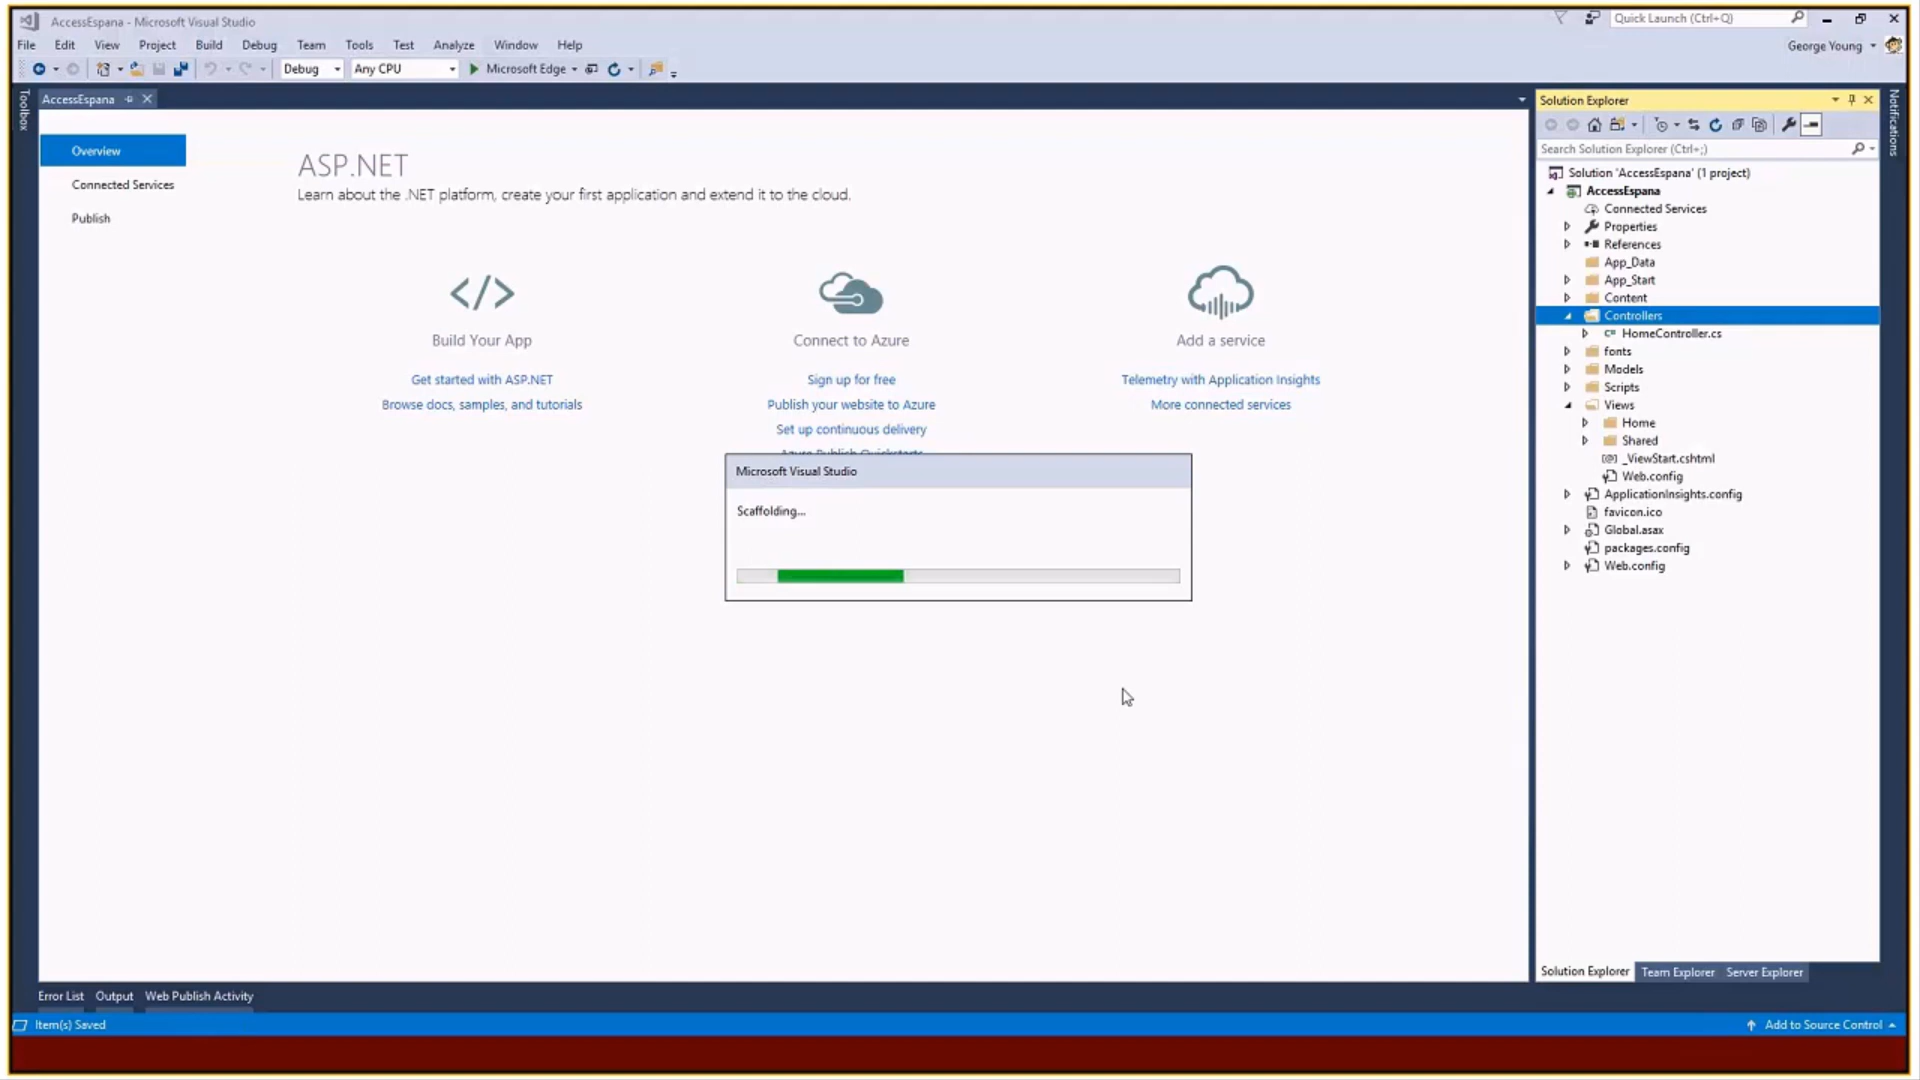 AccessEspana - Microsoft Visual Studio
Quick Launch (Ctrl+Q)
File Edit View Project Build Debug Team Tools Test Analyze Window Help
George Young
Debug Any CPU Microsoft Edge
Toolbox
AccessEspana
Overview
Connected Services
Publish
ASP.NET
Learn about the .NET platform, create your first application and extend it to the cloud.
Build Your App
Get started with ASP.NET
Browse docs, samples, and tutorials
Connect to Azure
Sign up for free
Publish your website to Azure
Set up continuous delivery
Azure Publish Quickstarts
Add a service
Telemetry with Application Insights
More connected services
Microsoft Visual Studio
Scaffolding...
Solution Explorer
Search Solution Explorer (Ctrl+;)
Solution 'AccessEspana' (1 project)
AccessEspana
Connected Services
Properties
References
App_Data
App_Start
Content
Controllers
C# HomeController.cs
fonts
Models
Scripts
Views
Home
Shared
[@] _ViewStart.cshtml
Web.config
ApplicationInsights.config
favicon.ico
Global.asax
packages.config
Web.config
Solution Explorer Team Explorer Server Explorer
Notifications
Error List Output Web Publish Activity
Item(s) Saved
Add to Source Control